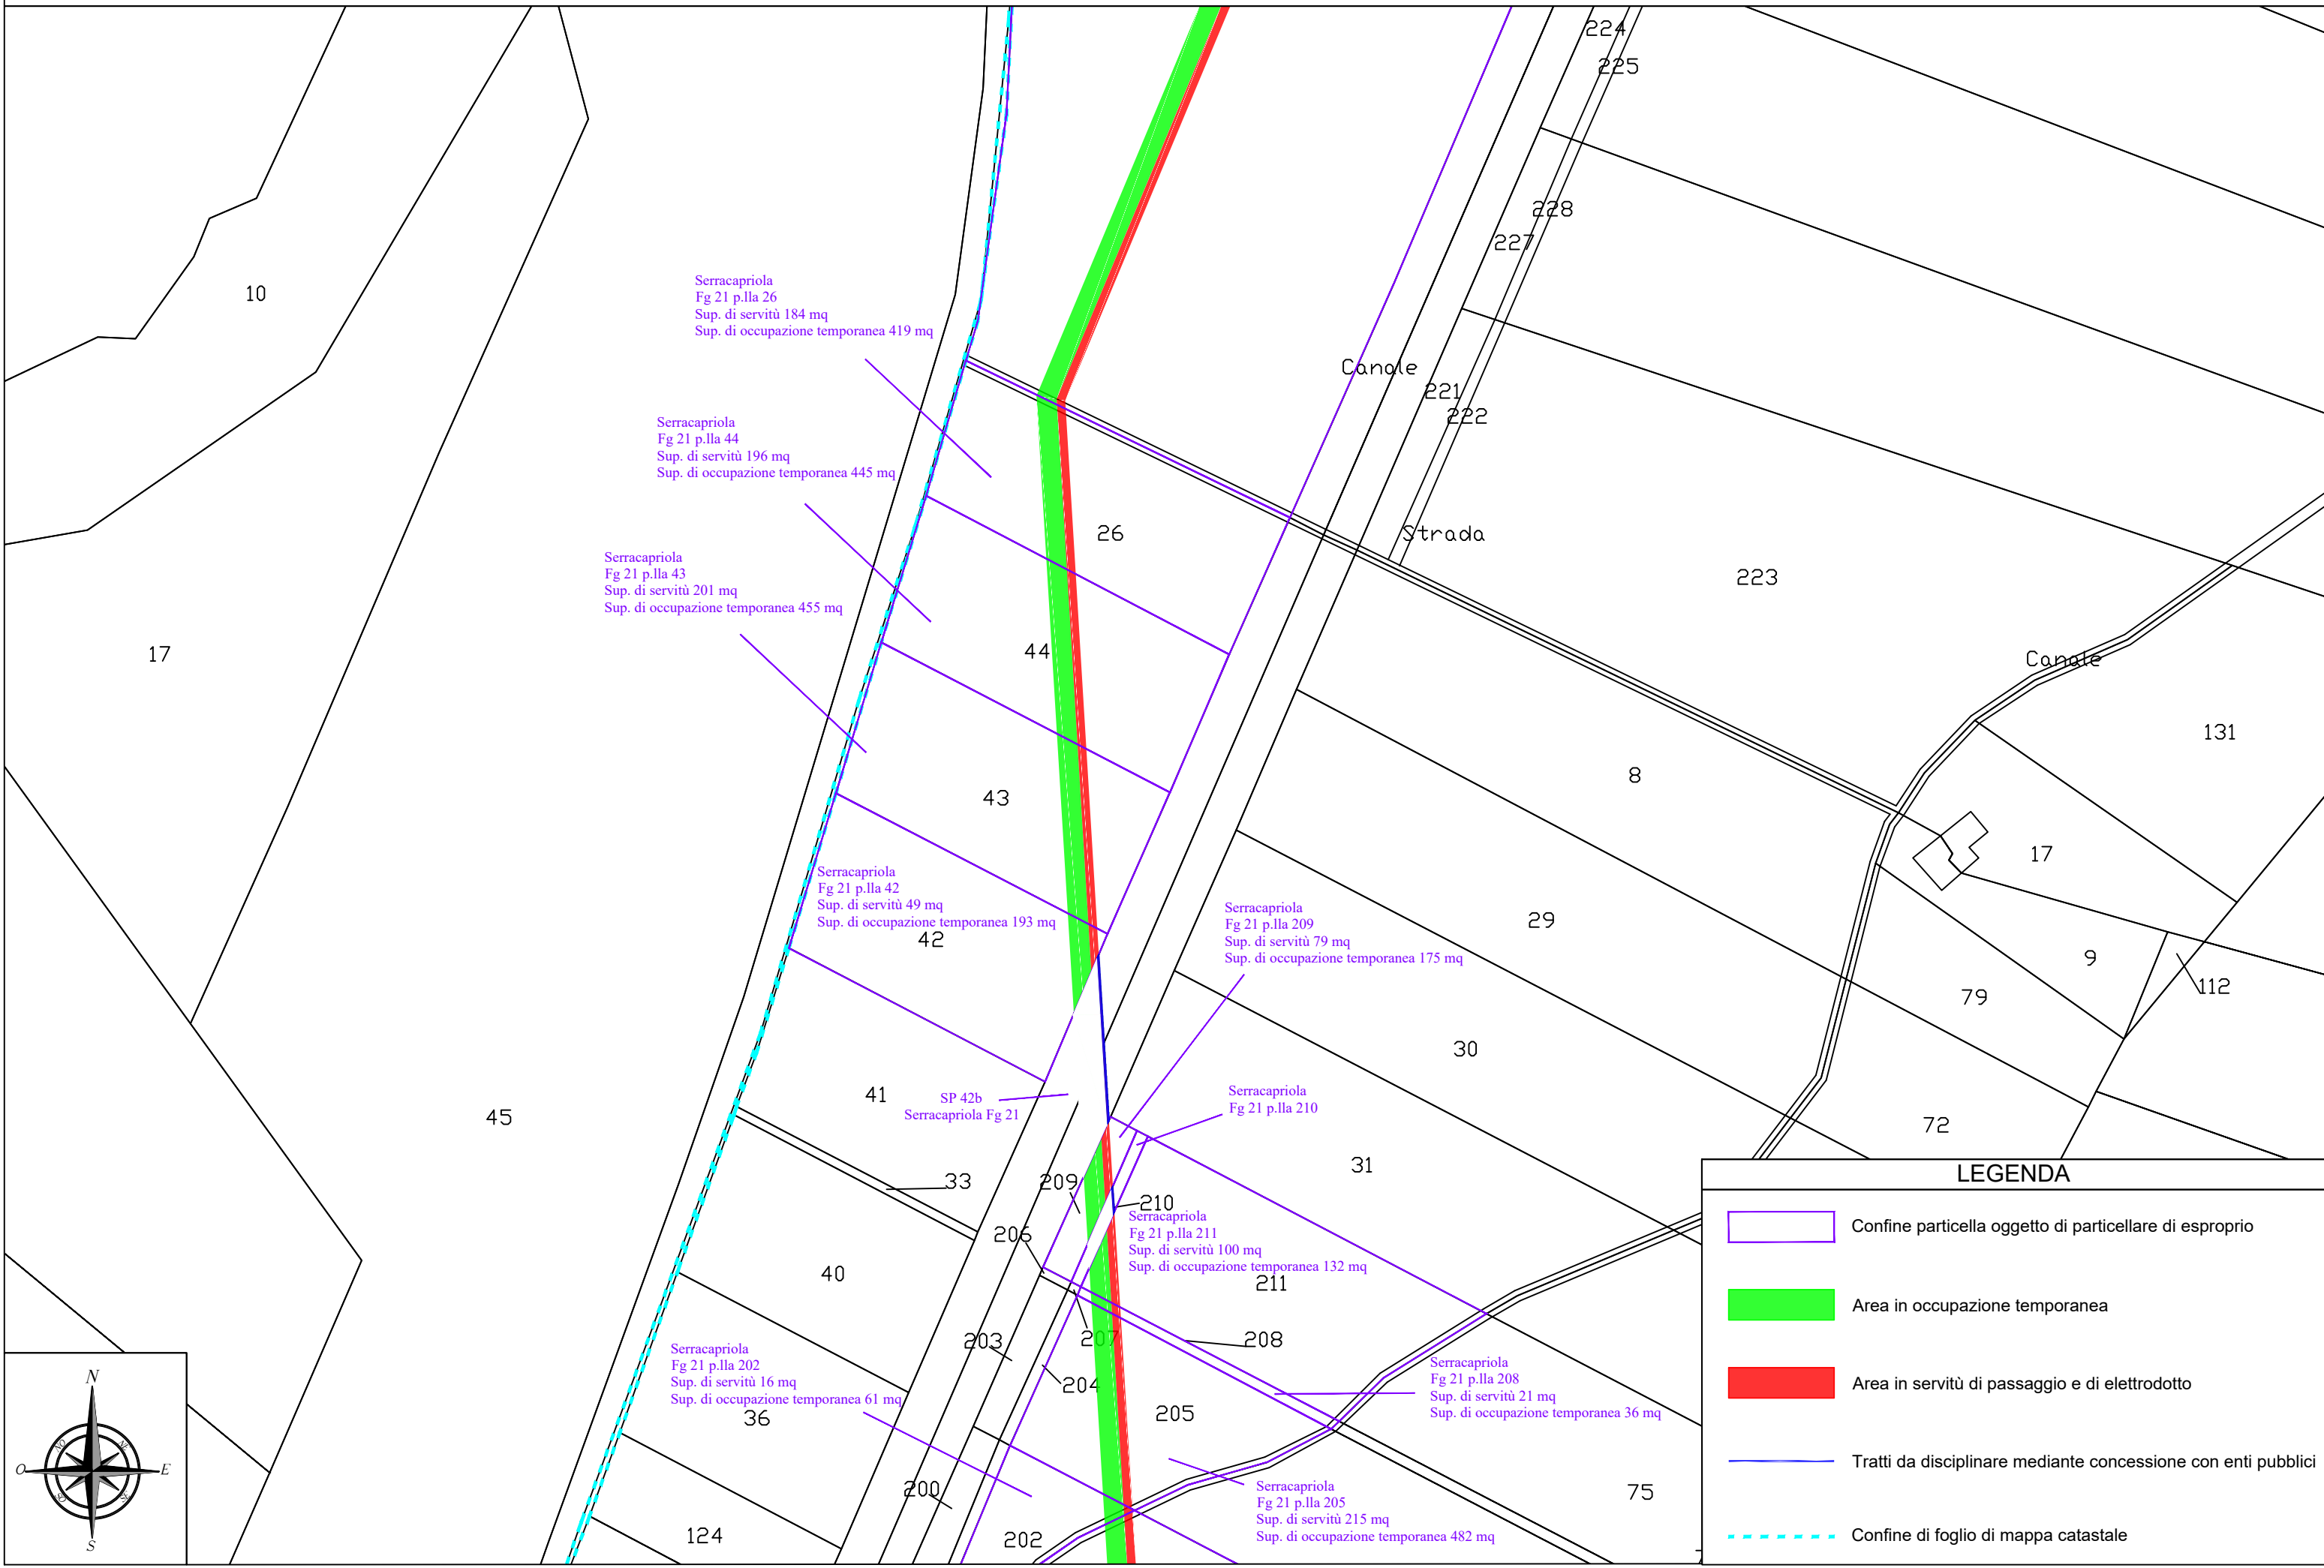 224
225
228
227
10
Serracapriola
Fg 21 p.lla 26
Sup. di servitù 184 mq
Sup. di occupazione temporanea 419 mq
Canale
221
222
Serracapriola
Fg 21 p.lla 44
Sup. di servitù 196 mq
Sup. di occupazione temporanea 445 mq
26
Strada
223
Serracapriola
Fg 21 p.lla 43
Sup. di servitù 201 mq
Sup. di occupazione temporanea 455 mq
17
44
Canale
131
8
43
17
Serracapriola
Fg 21 p.lla 42
Sup. di servitù 49 mq
Sup. di occupazione temporanea 193 mq
42
Serracapriola
Fg 21 p.lla 209
Sup. di servitù 79 mq
Sup. di occupazione temporanea 175 mq
29
9
112
79
30
45
41
SP 42b
Serracapriola Fg 21
Serracapriola
Fg 21 p.lla 210
72
31
33
209
210
206
Serracapriola
Fg 21 p.lla 211
Sup. di servitù 100 mq
Sup. di occupazione temporanea 132 mq
211
40
203
207
208
204
Serracapriola
Fg 21 p.lla 202
Sup. di servitù 16 mq
Sup. di occupazione temporanea 61 mq
36
205
Serracapriola
Fg 21 p.lla 208
Sup. di servitù 21 mq
Sup. di occupazione temporanea 36 mq
200
75
Serracapriola
Fg 21 p.lla 205
Sup. di servitù 215 mq
Sup. di occupazione temporanea 482 mq
124
202
N
O
E
S
NO
NE
SO
SE
LEGENDA
Confine particella oggetto di particellare di esproprio
Area in occupazione temporanea
Area in servitù di passaggio e di elettrodotto
Tratti da disciplinare mediante concessione con enti pubblici
Confine di foglio di mappa catastale